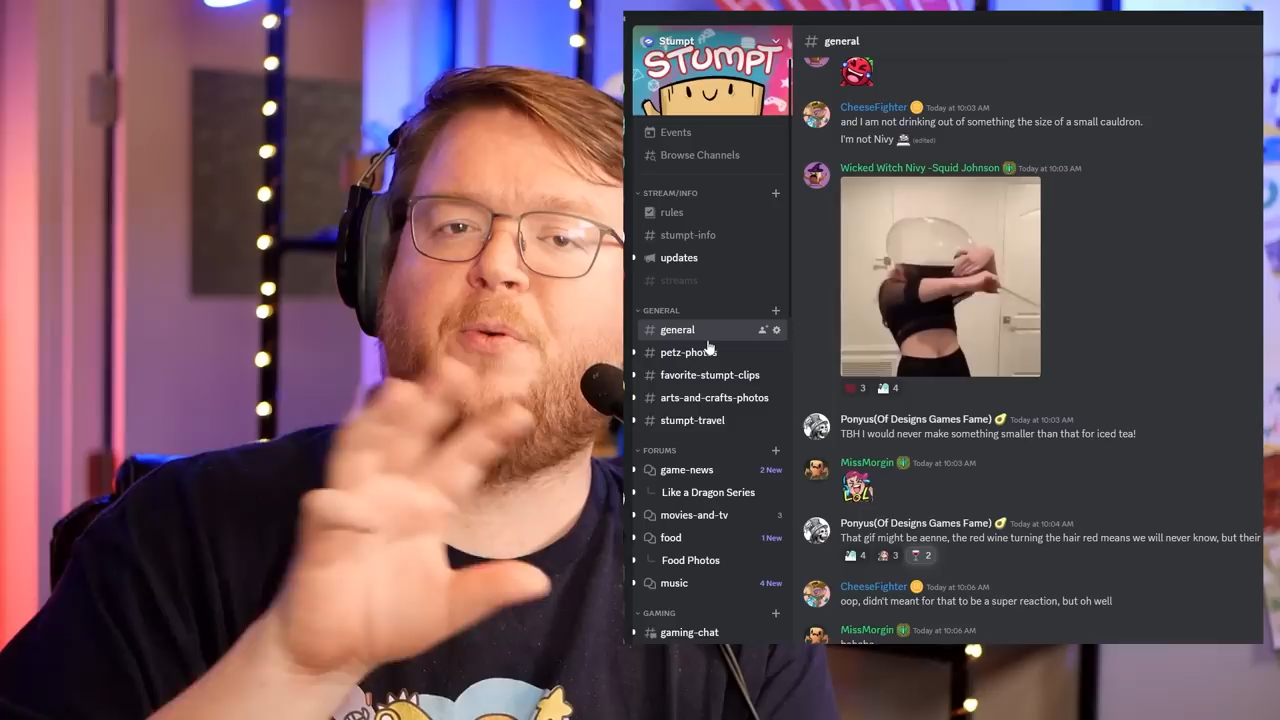 Stumpt
STUMPT
Events
Browse Channels
STREAM/INFO
rules
stumpt-info
updates
streams
GENERAL
general
petz-photos
favorite-stumpt-clips
arts-and-crafts-photos
stumpt-travel
FORUMS
game-news 2 New
Like a Dragon Series
movies-and-tv 3
food 1 New
Food Photos
music 4 New
GAMING
gaming-chat
general
CheeseFighter Today at 10:03 AM
and I am not drinking out of something the size of a small cauldron.
I'm not Nivy (edited)
Wicked Witch Nivy -Squid Johnson Today at 10:03 AM
3 4
Ponyus(Of Designs Games Fame) Today at 10:03 AM
TBH I would never make something smaller than that for iced tea!
MissMorgin Today at 10:03 AM
LOL
Ponyus(Of Designs Games Fame) Today at 10:04 AM
That gif might be aenne, the red wine turning the hair red means we will never know, but their
4 3 2
CheeseFighter Today at 10:06 AM
oop, didn't meant for that to be a super reaction, but oh well
MissMorgin Today at 10:06 AM